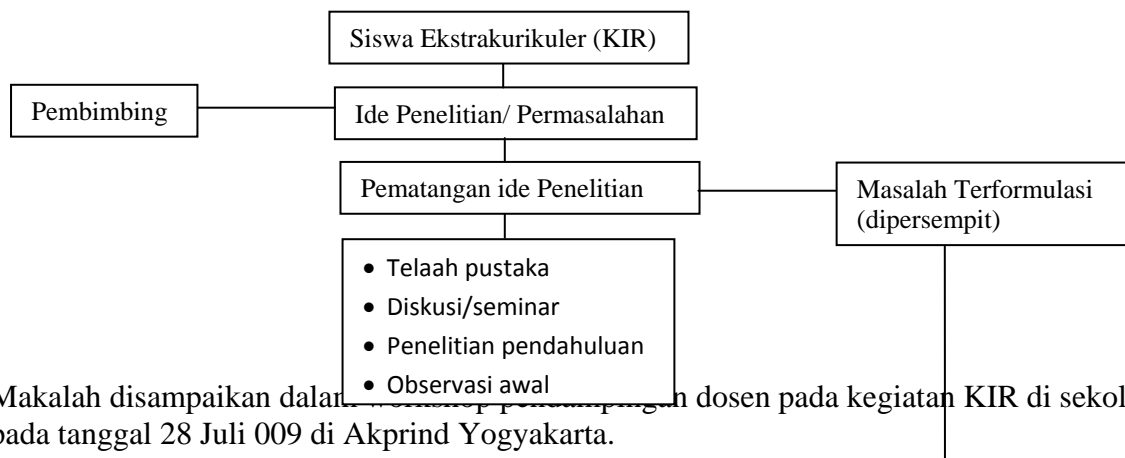 Siswa Ekstrakurikuler (KIR)
Pembimbing
Ide Penelitian/ Permasalahan
Pematangan ide Penelitian
Masalah Terformulasi
(dipersempit)
• Telaah pustaka
• Diskusi/seminar
• Penelitian pendahuluan
• Observasi awal
Makalah disampaikan dalam workshop pendampingan dosen pada kegiatan KIR di sekol
pada tanggal 28 Juli 009 di Akprind Yogyakarta.